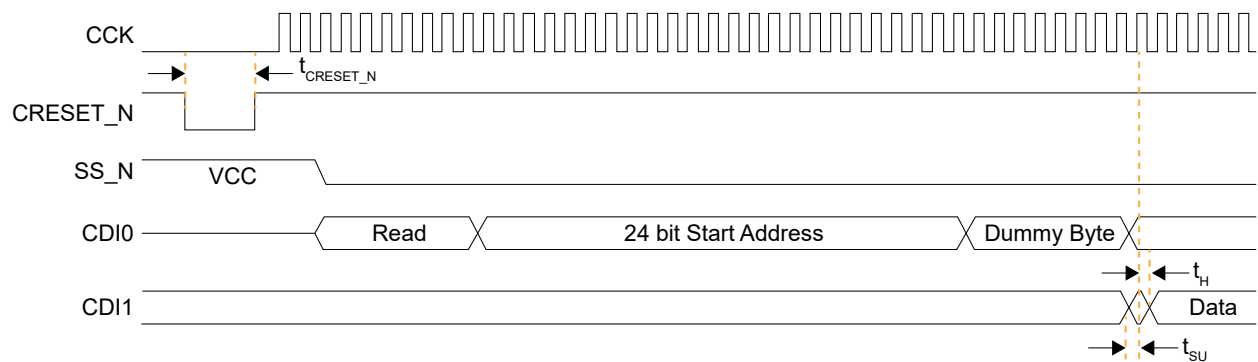 CCK
tCRESET_N
CRESET_N
SS_N VCC
CDI0 Read 24 bit Start Address Dummy Byte
tH
CDI1 Data
tSU